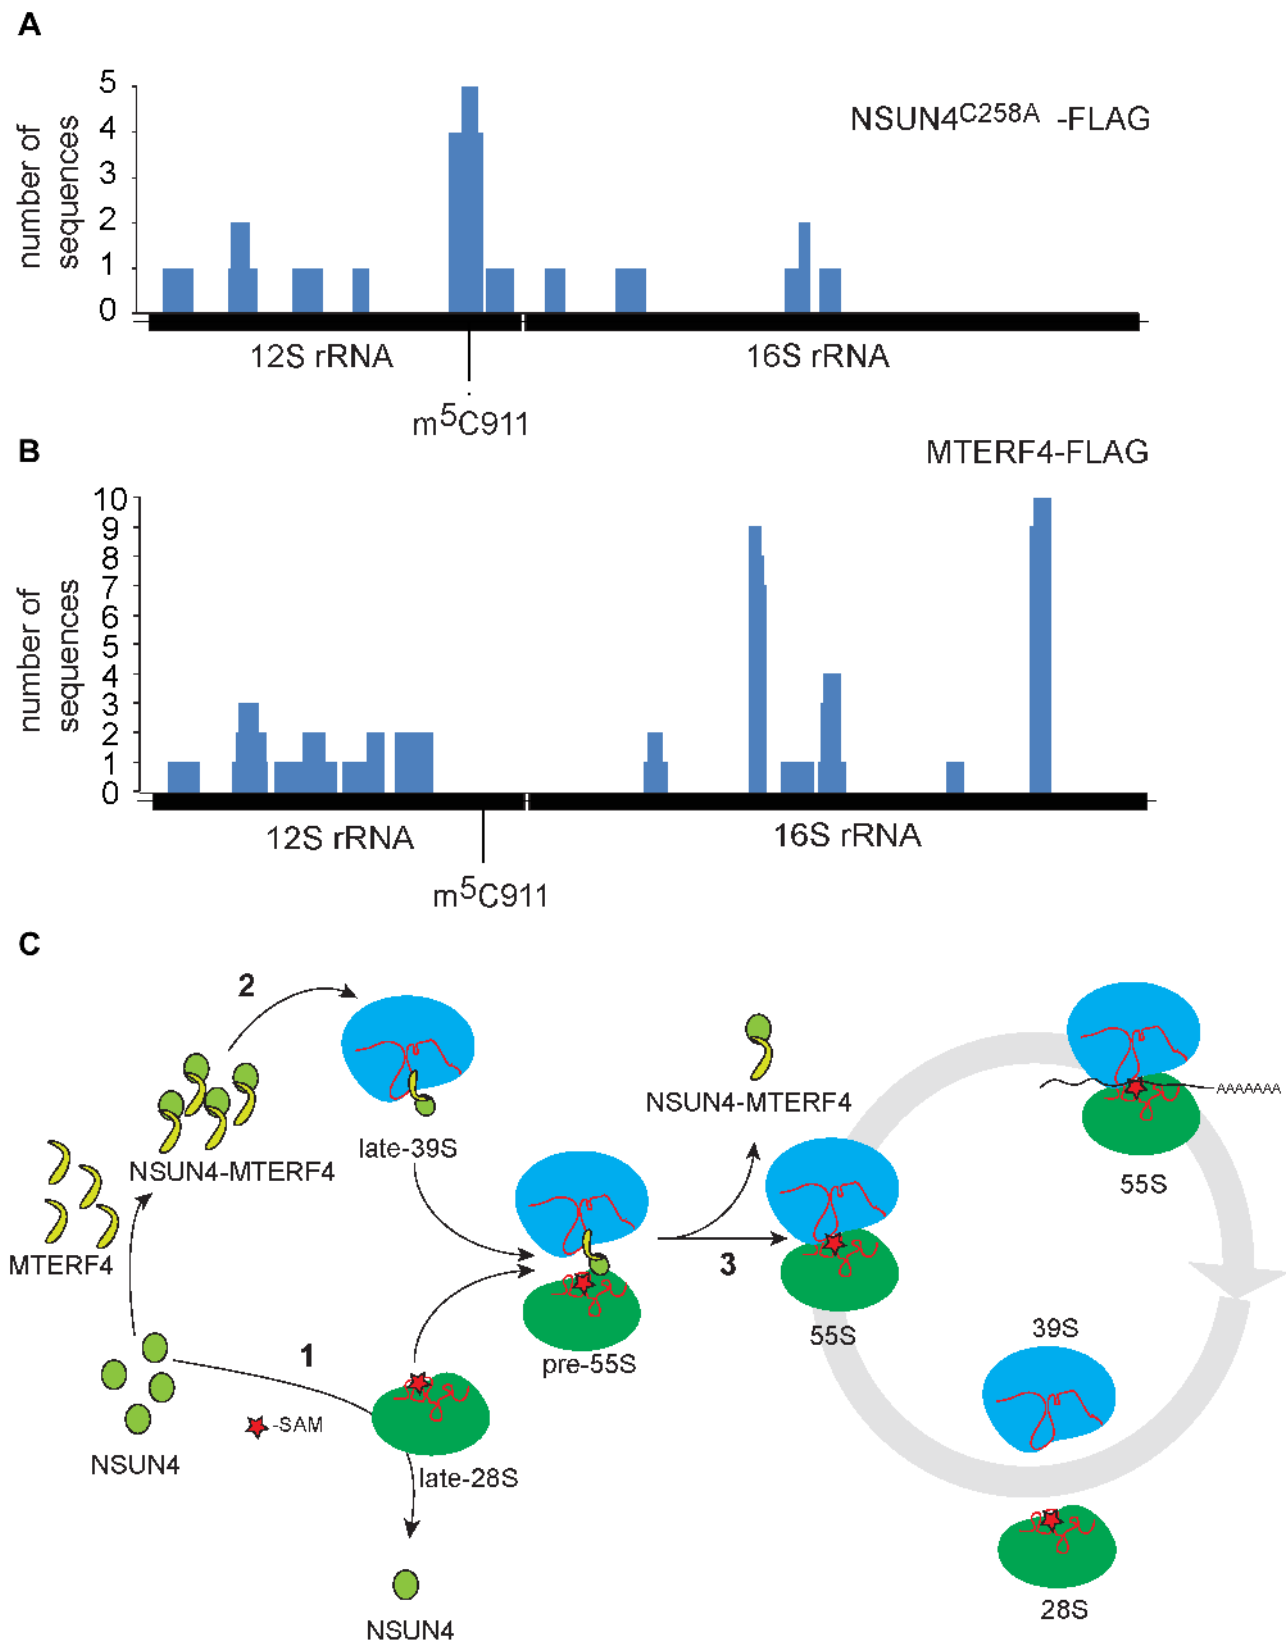 A
number of
sequences
5
4
3
2
1
0
NSUN4C258A -FLAG
12S rRNA
16S rRNA
m5C911
B
MTERF4-FLAG
number of
sequences
10
9
8
7
6
5
4
3
2
1
0
12S rRNA
16S rRNA
m5C911
C
2
NSUN4-MTERF4
late-39S
MTERF4
NSUN4-MTERF4
AAAAAAA
55S
3
1
pre-55S
55S
39S
-SAM
NSUN4
late-28S
28S
NSUN4